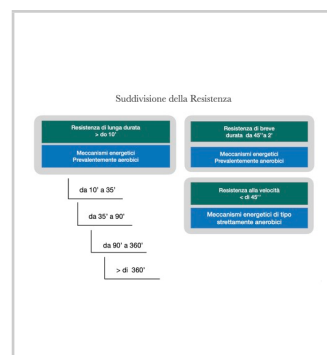 Suddivisione della Resistenza
Resistenza di lunga durata
> do 10'
Meccanismi energetici
Prevalentemente aerobici
da 10' a 35'
da 35' a 90'
da 90' a 360'
> di 360'
Resistenza di breve
durata da 45''a 2'
Meccanismi energetici
Prevalentemente anerobici
Resistenza alla velocità
< di 45''
Meccanismi energetici di tipo
strettamente anerobici